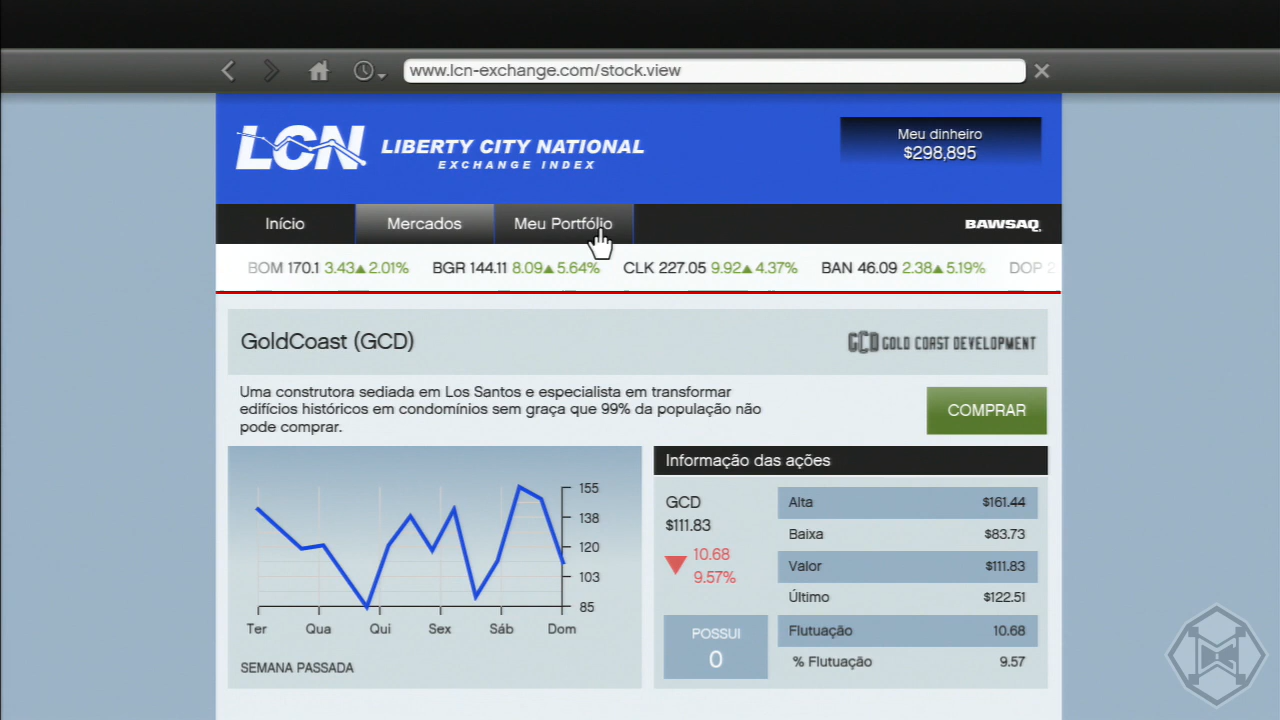 www.lcn-exchange.com/stock.view
LCN LIBERTY CITY NATIONAL
EXCHANGE INDEX
Meu dinheiro
$298,895
Início Mercados Meu Portfólio BAWSAQ
BOM 170.1 3.43 2.01% BGR 144.11 8.09 5.64% CLK 227.05 9.92 4.37% BAN 46.09 2.38 5.19% DOP 2
GoldCoast (GCD)
GCD GOLD COAST DEVELOPMENT
Uma construtora sediada em Los Santos e especialista em transformar
edifícios históricos em condomínios sem graça que 99% da população não
pode comprar.
COMPRAR
155
138
120
103
85
Ter Qua Qui Sex Sáb Dom
SEMANA PASSADA
Informação das ações
GCD
$111.83
10.68
9.57%
POSSUI
0
Alta $161.44
Baixa $83.73
Valor $111.83
Último $122.51
Flutuação 10.68
% Flutuação 9.57